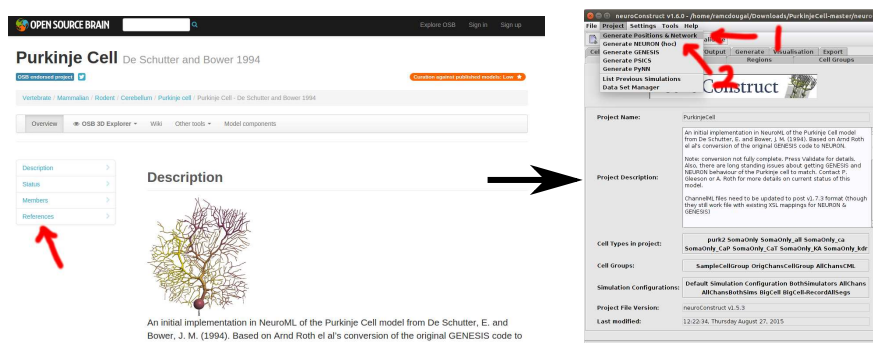 OPEN SOURCE BRAIN
Explore OSB Sign in Sign up
Purkinje Cell De Schutter and Bower 1994
OSB-endorsed project
Curation against published models: Low ★
Vertebrate / Mammalian / Rodent / Cerebellum / Purkinje cell / Purkinje Cell - De Schutter and Bower 1994
Overview OSB 3D Explorer Wiki Other tools Model components
Description
Status
Members
References
Description
An initial implementation in NeuroML of the Purkinje Cell model from De Schutter, E. and
Bower, J. M. (1994). Based on Arnd Roth el al's conversion of the original GENESIS code to
neuroConstruct v1.6.0 - /home/ramcdougal/Downloads/PurkinjeCell-master/neuro
File Project Settings Tools Help
Generate Positions & Network
Generate NEURON (hoc)
Generate GENESIS
Generate PSICS
Generate PyNN
List Previous Simulations
Data Set Manager
1
2
Output Generate Visualisation Export
Regions Cell Groups
Construct
Project Name: PurkinjeCell
Project Description:
An initial implementation in NeuroML of the Purkinje Cell model
from De Schutter, E. and Bower, J. M. (1994). Based on Arnd Roth
el al's conversion of the original GENESIS code to NEURON.
Note: conversion not fully complete. Press Validate for details.
Also, there are long standing issues about getting GENESIS and
NEURON behaviour of the Purkinje cell to match. Contact P.
Gleeson or A. Roth for more details on current status of this
model.
ChannelML files need to be updated to post v1.7.3 format (though
they still work file with existing XSL mappings for NEURON &
GENESIS)
Cell Types in project:
purk2 SomaOnly SomaOnly_all SomaOnly_ca
SomaOnly_CaP SomaOnly_CaT SomaOnly_KA SomaOnly_kdr
Cell Groups: SampleCellGroup OrigChansCellGroup AllChansCML
Simulation Configurations:
Default Simulation Configuration BothSimulators AllChans
AllChansBothSims BigCell BigCell-RecordAllSegs
Project File Version: neuroConstruct v1.5.3
Last modified: 12:22:34, Thursday August 27, 2015